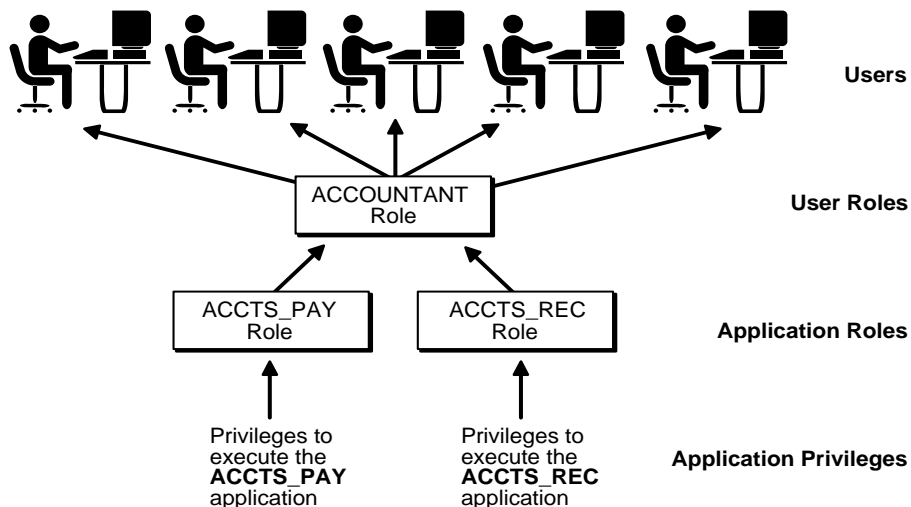 Users
ACCOUNTANT
Role
User Roles
ACCTS_PAY
Role
ACCTS_REC
Role
Application Roles
Privileges to
execute the
ACCTS_PAY
application
Privileges to
execute the
ACCTS_REC
application
Application Privileges